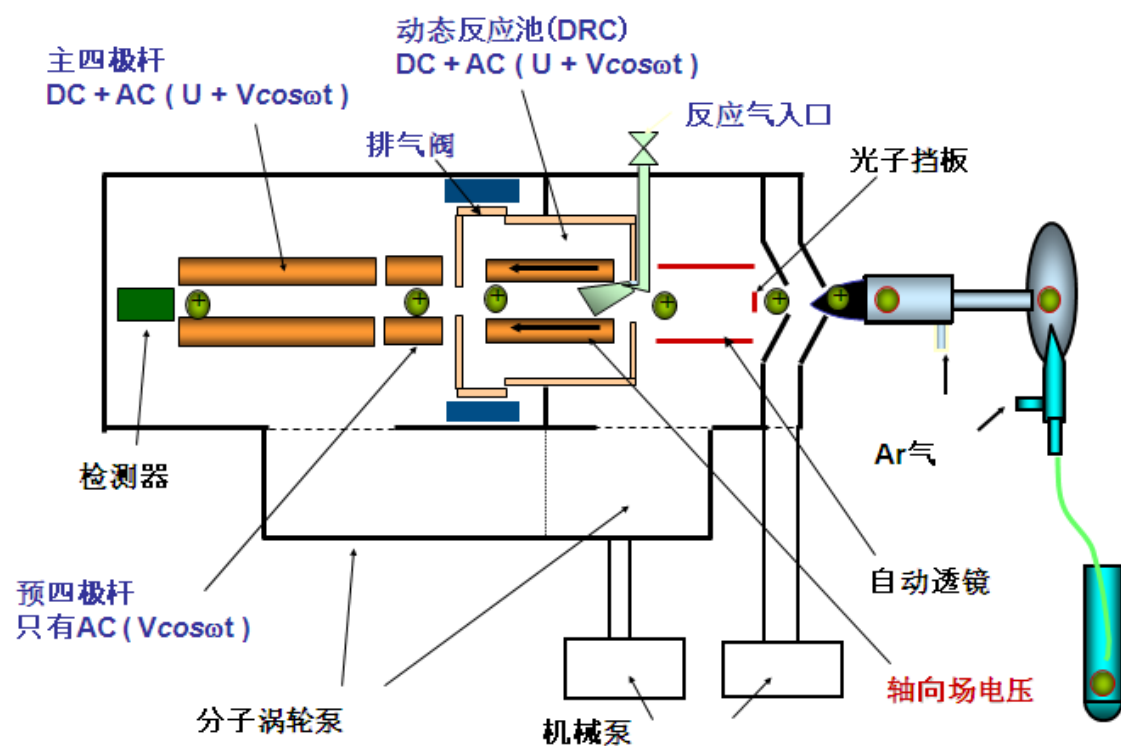 动态反应池(DRC)
DC + AC ( U + Vcosωt )
主四极杆
DC + AC ( U + Vcosωt )
反应气入口
排气阀
光子挡板
Ar气
检测器
自动透镜
预四极杆
只有AC ( Vcosωt )
轴向场电压
分子涡轮泵
机械泵
+
+
+
+
+